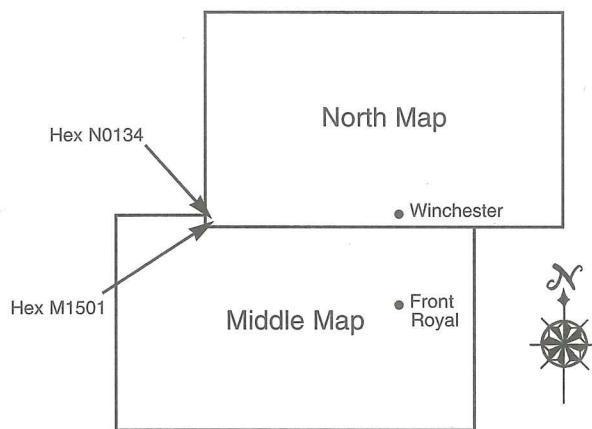 North Map
Hex N0134
Winchester
Hex M1501
Middle Map
Front
Royal
N